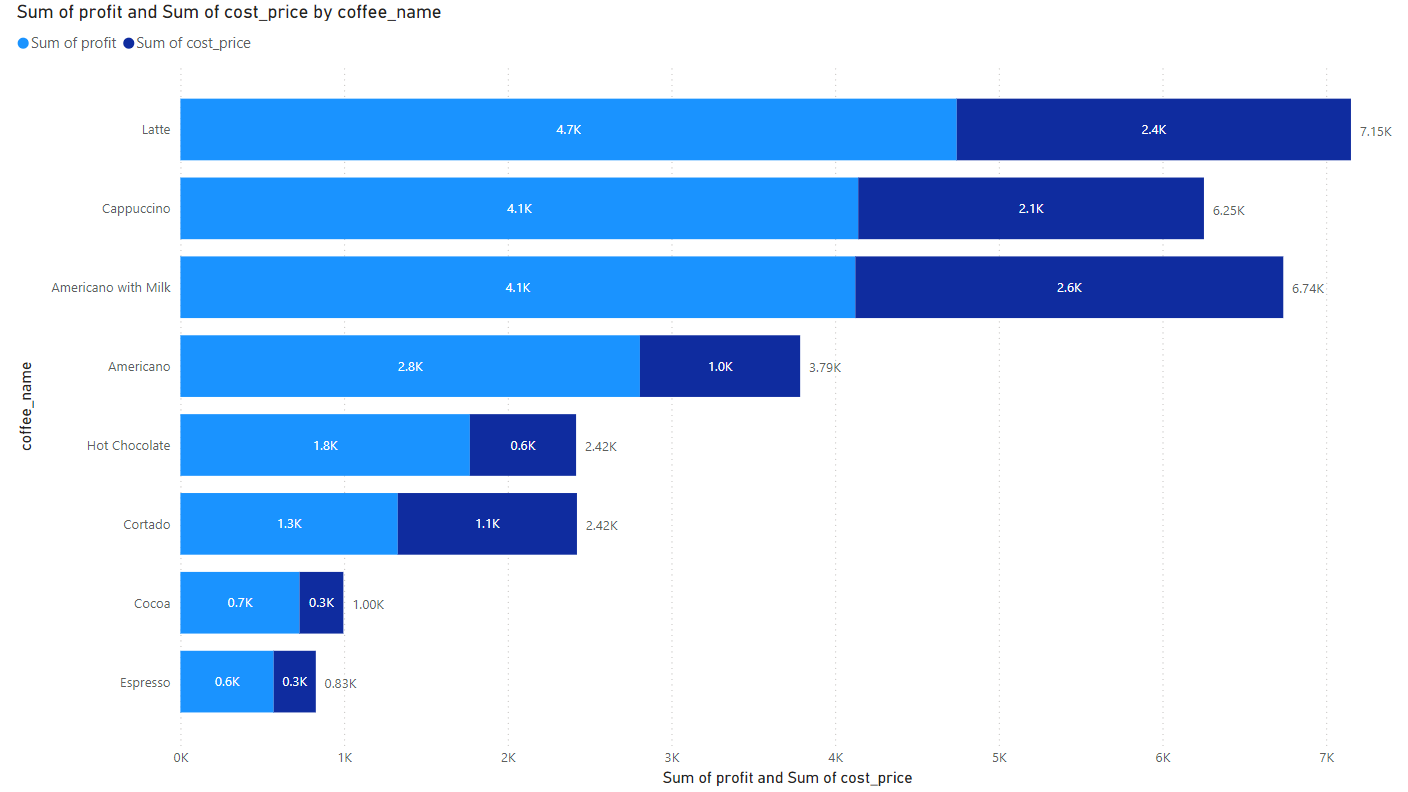 Sum of profit and Sum of cost_price by coffee_name
Sum of profit Sum of cost_price
Latte 4.7K 2.4K 7.15K
Cappuccino 4.1K 2.1K 6.25K
Americano with Milk 4.1K 2.6K 6.74K
Americano 2.8K 1.0K 3.79K
coffee_name
Hot Chocolate 1.8K 0.6K 2.42K
Cortado 1.3K 1.1K 2.42K
Cocoa 0.7K 0.3K 1.00K
Espresso 0.6K 0.3K 0.83K
0K 1K 2K 3K 4K 5K 6K 7K
Sum of profit and Sum of cost_price